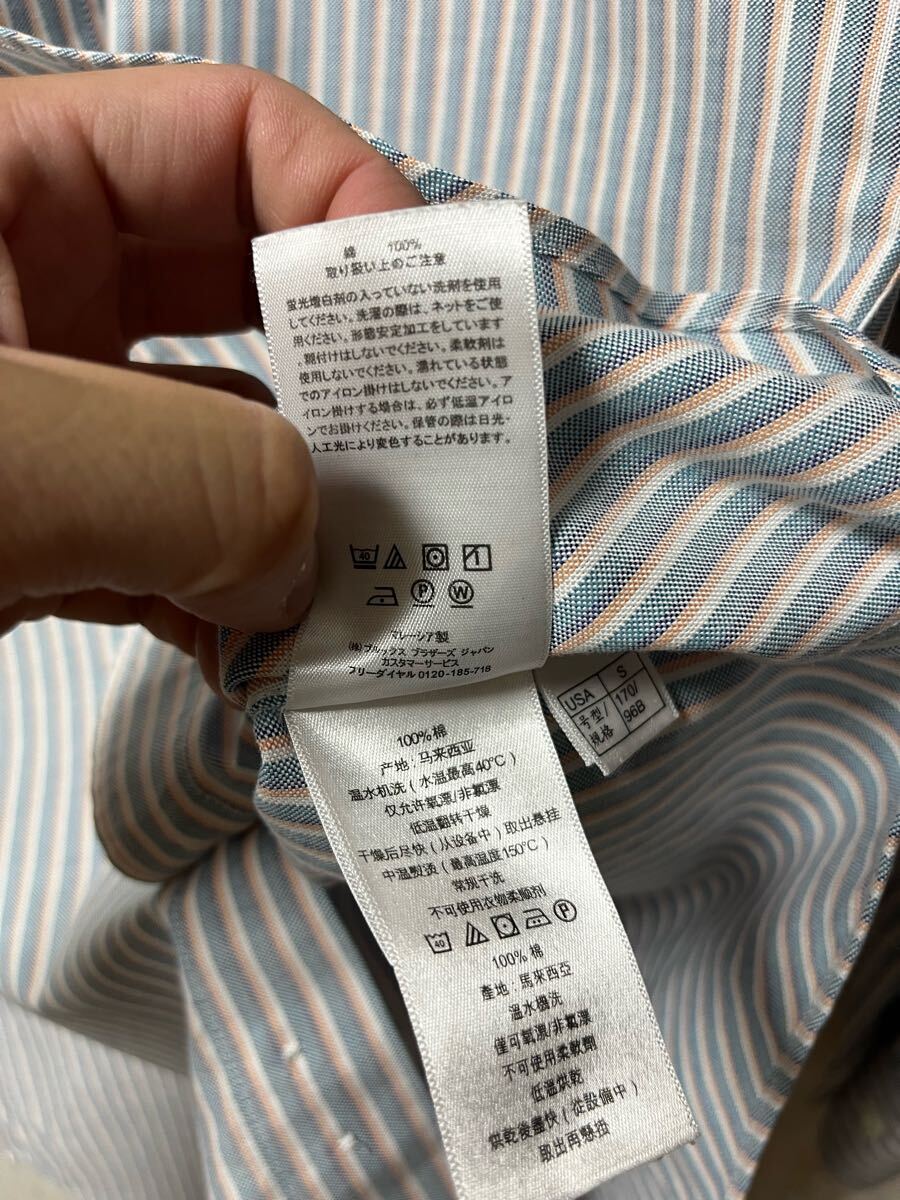 綿 100%
取り扱い上のご注意
蛍光増白剤の入っていない洗剤を使用
してください。洗濯の際は、ネットをご使
用ください。形態安定加工をしています
。糊付けはしないでください。柔軟剤は
使用しないでください。濡れている状態
でのアイロン掛けはしないでください。ア
イロン掛けする場合は、必ず低温アイロ
ンでお掛けください。保管の際は日光・
人工光により変色することがあります。
40
P W
マレーシア製
(株)ブルックス ブラザーズ ジャパン
カスタマーサービス
フリーダイヤル 0120-185-718
USA S
号型/ 170/
規格 96B
100%棉
产地:马来西亚
温水机洗(水温最高40°C)
仅允许氧漂/非氯漂
低温翻转干燥
干燥后尽快(从设备中)取出悬挂
中温熨烫(最高温度150°C)
常规干洗
不可使用衣物柔顺剂
40 P
100%棉
產地:馬來西亞
溫水機洗
僅可氧漂/非氯漂
不可使用柔軟劑
低溫烘乾
烘乾後盡快(從設備中)
取出再懸掛